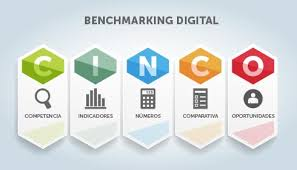 BENCHMARKING DIGITAL
C I N C O
COMPETENCIA INDICADORES NÚMEROS COMPARATIVA OPORTUNIDADES